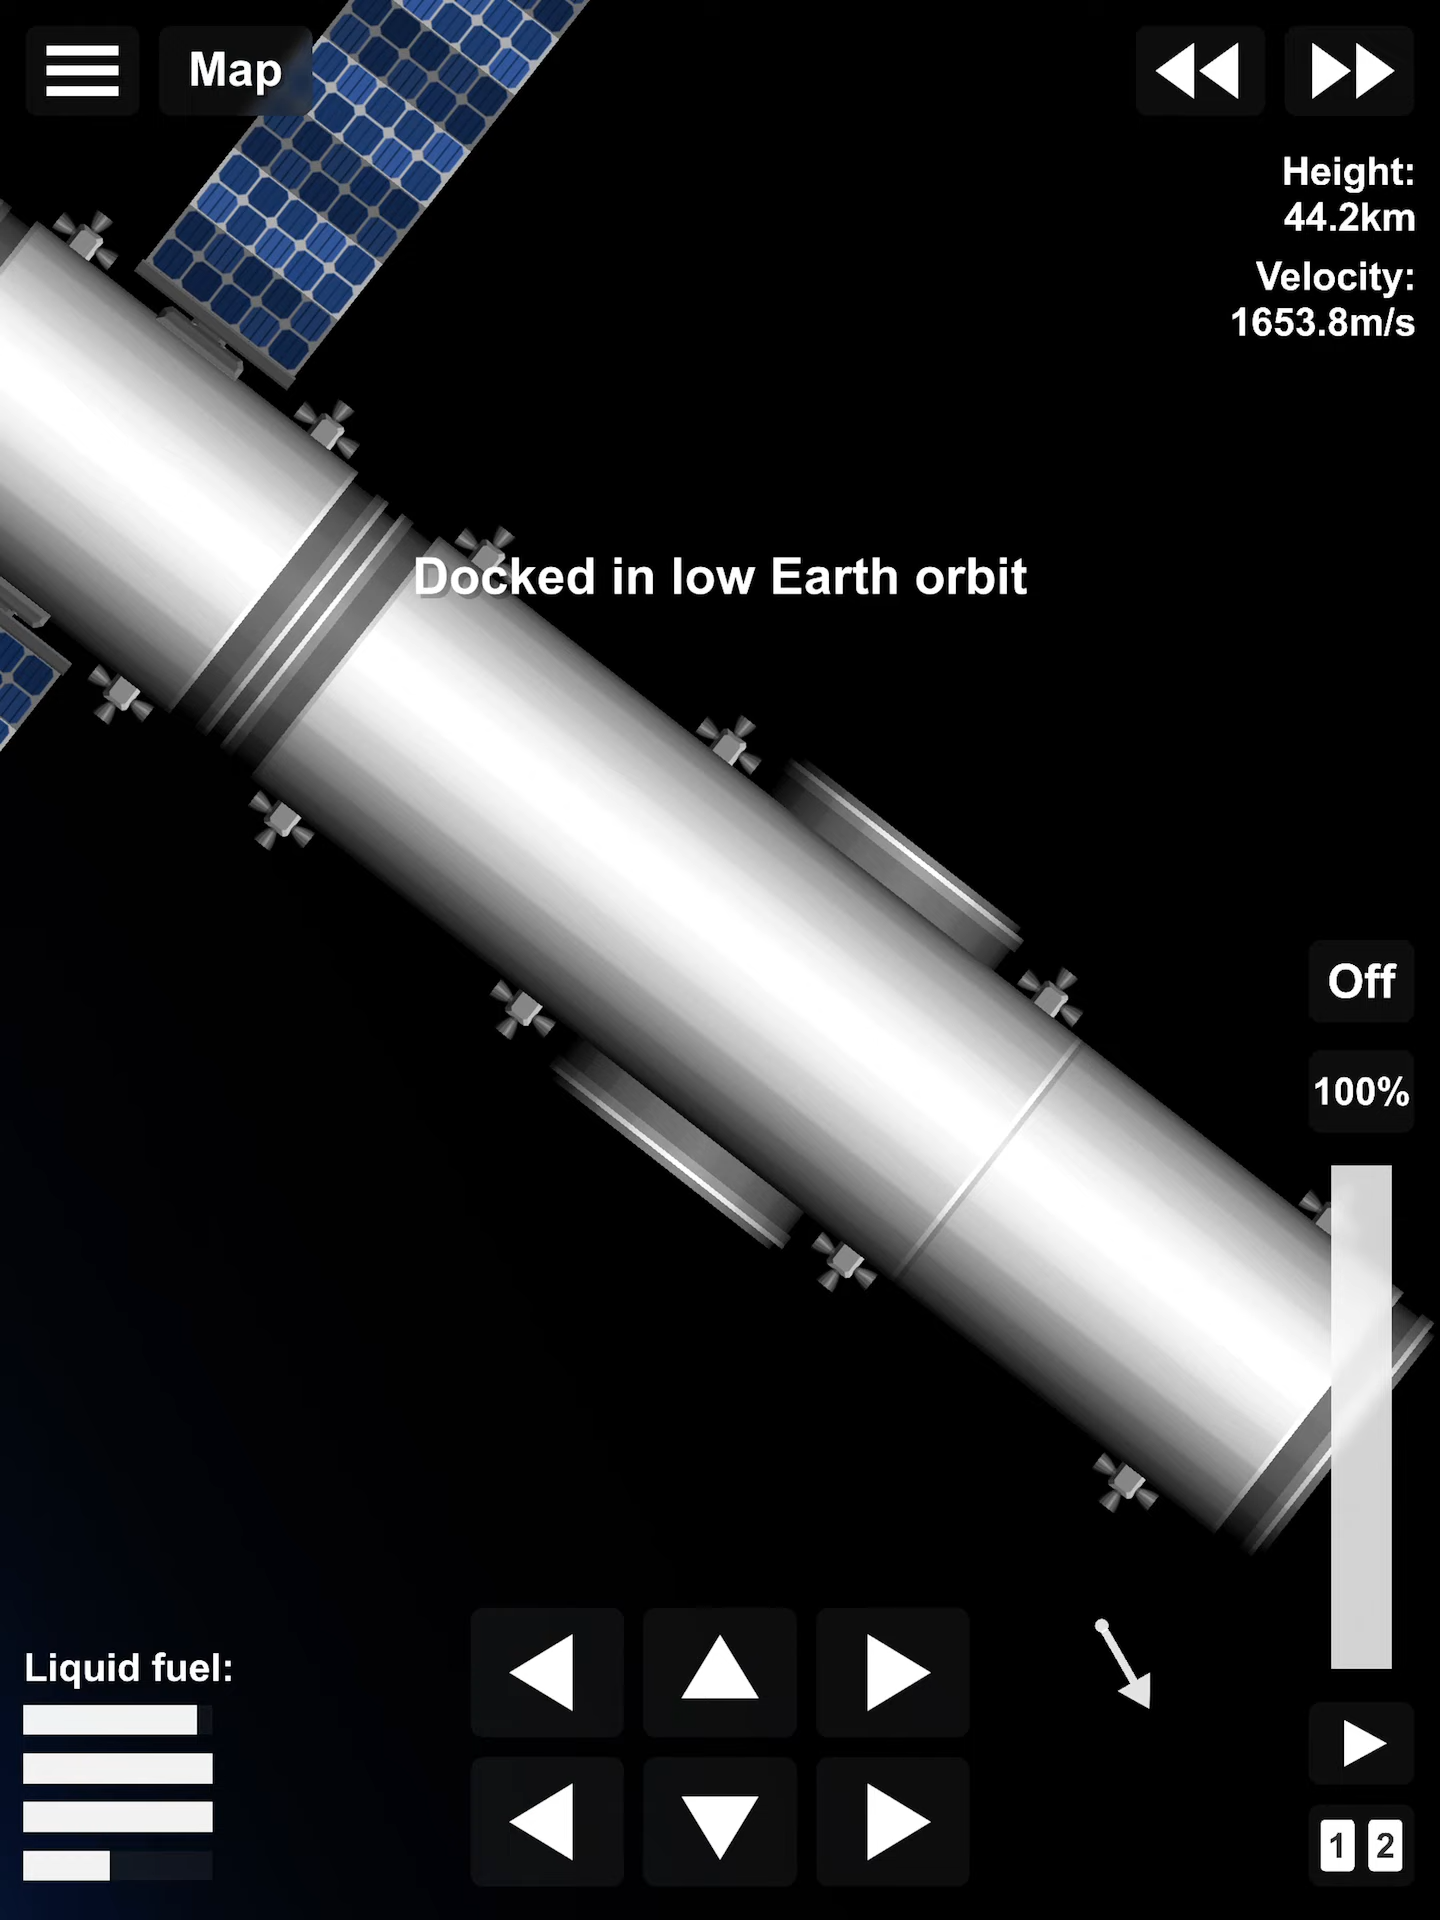 Map
Height:
44.2km
Velocity:
1653.8m/s
Docked in low Earth orbit
Off
100%
Liquid fuel:
1 2